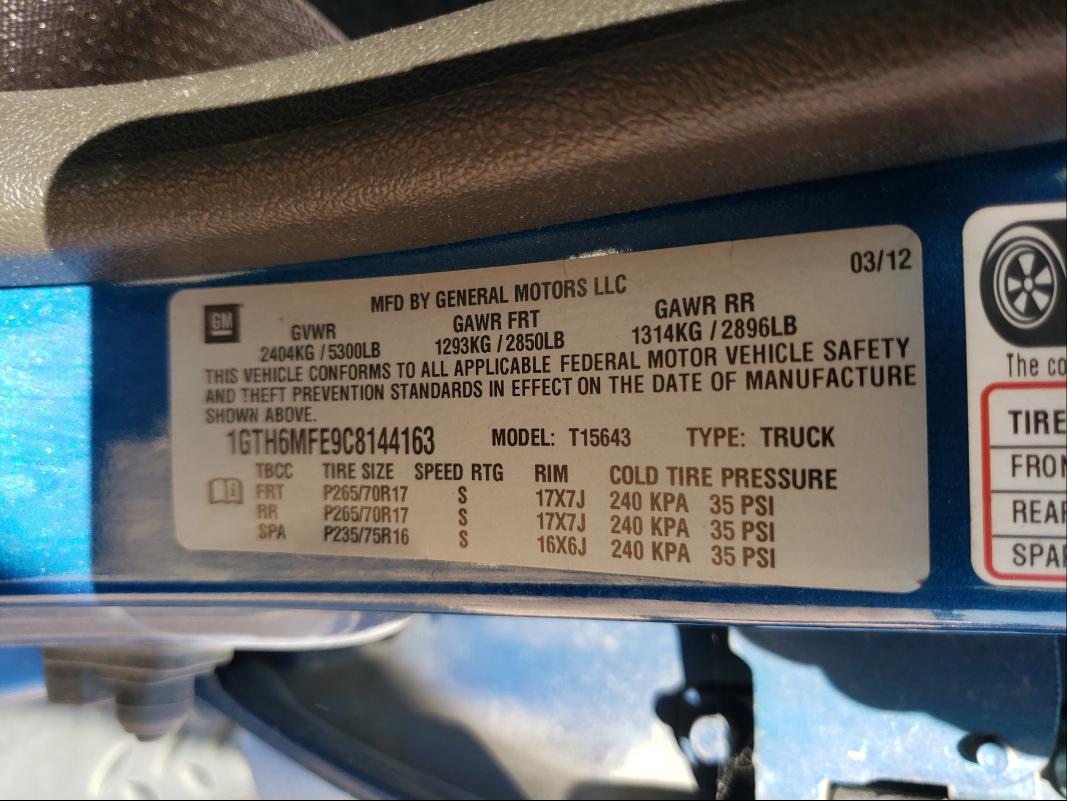 03/12
MFD BY GENERAL MOTORS LLC
GM
GVWR GAWR FRT GAWR RR
2404KG / 5300LB 1293KG / 2850LB 1314KG / 2896LB
THIS VEHICLE CONFORMS TO ALL APPLICABLE FEDERAL MOTOR VEHICLE SAFETY
AND THEFT PREVENTION STANDARDS IN EFFECT ON THE DATE OF MANUFACTURE
SHOWN ABOVE.
1GTH6MFE9C8144163 MODEL: T15643 TYPE: TRUCK
TBCC TIRE SIZE SPEED RTG RIM COLD TIRE PRESSURE
FRT P265/70R17 S 17X7J 240 KPA 35 PSI
RR P265/70R17 S 17X7J 240 KPA 35 PSI
SPA P235/75R16 S 16X6J 240 KPA 35 PSI
The co
TIRE
FRON
REAR
SPAR